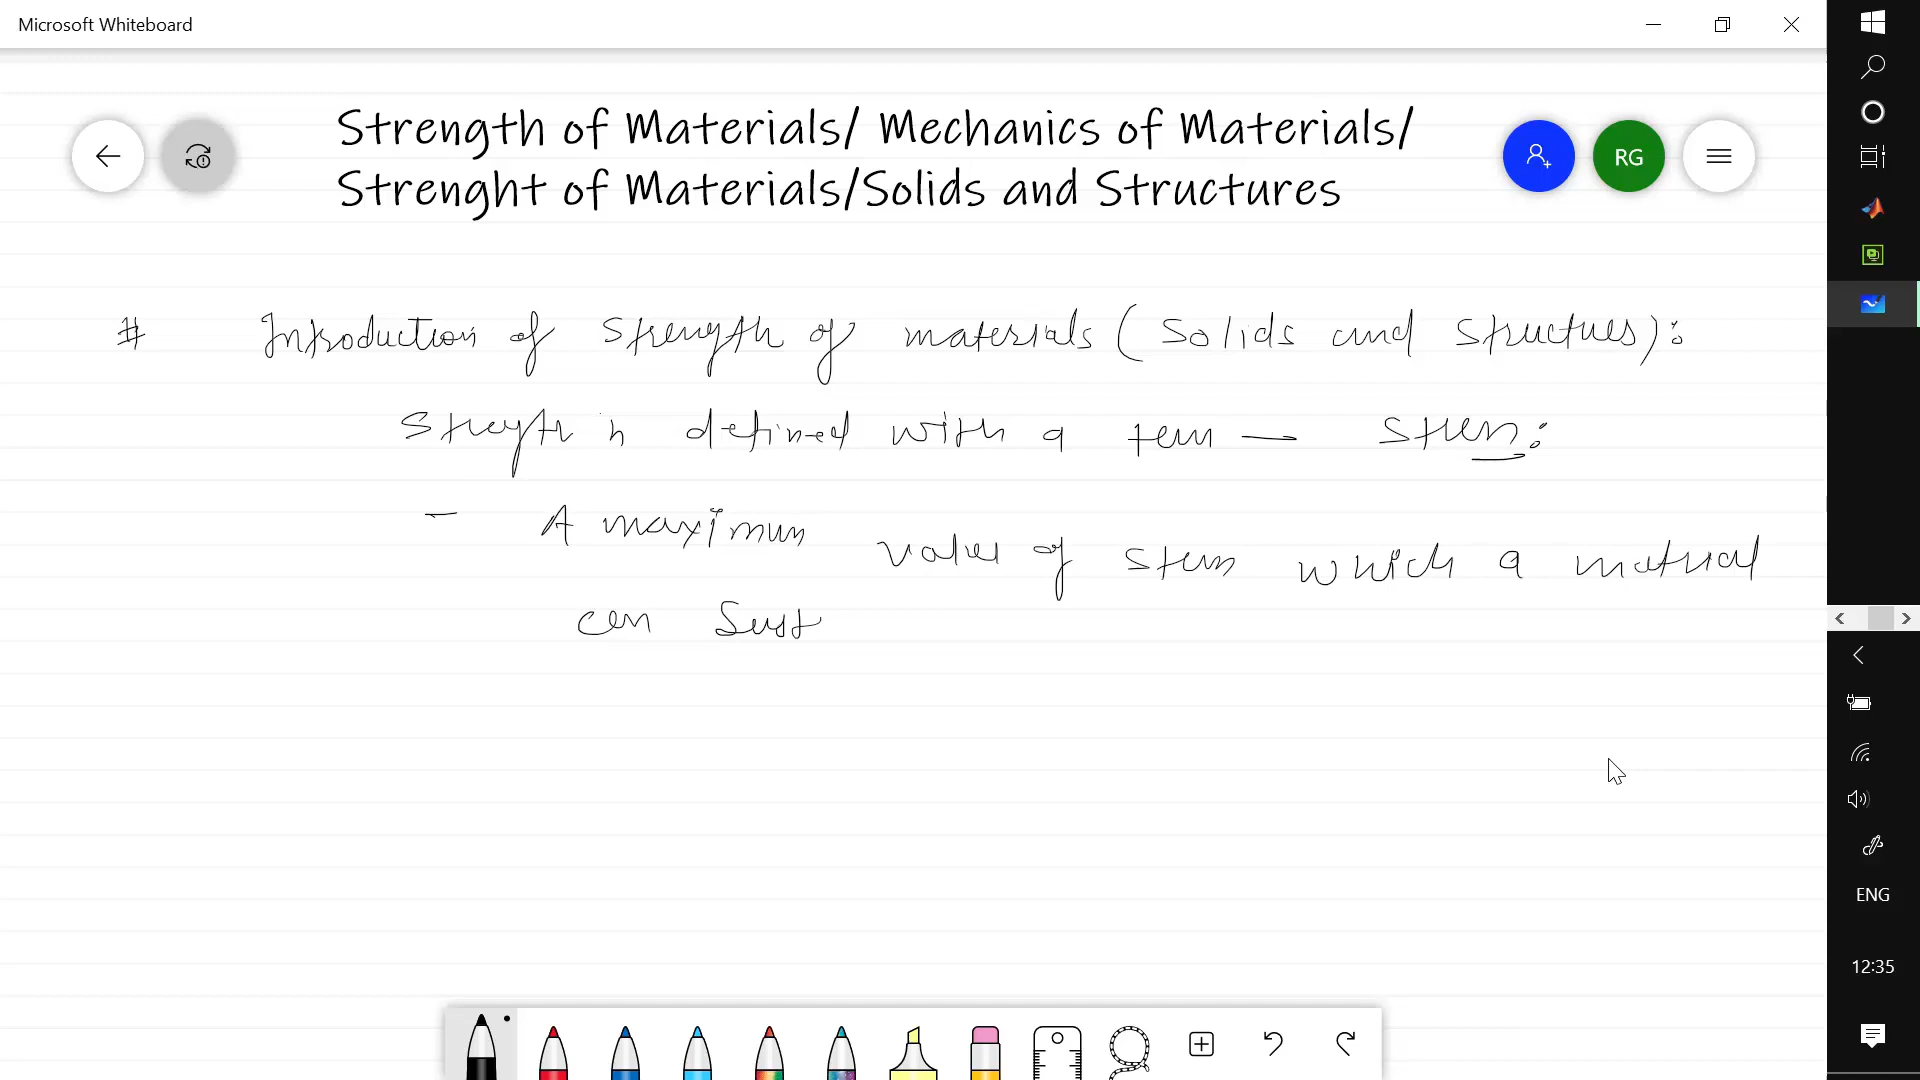 Microsoft Whiteboard
Strength of Materials/ Mechanics of Materials/
Strenght of Materials/Solids and Structures
RG
# Introduction of Strength of materials (Solids and Structures):
Strength is defined with a term — Stress:
- A maximum value of stress which a material
can Sust
ENG
12:35